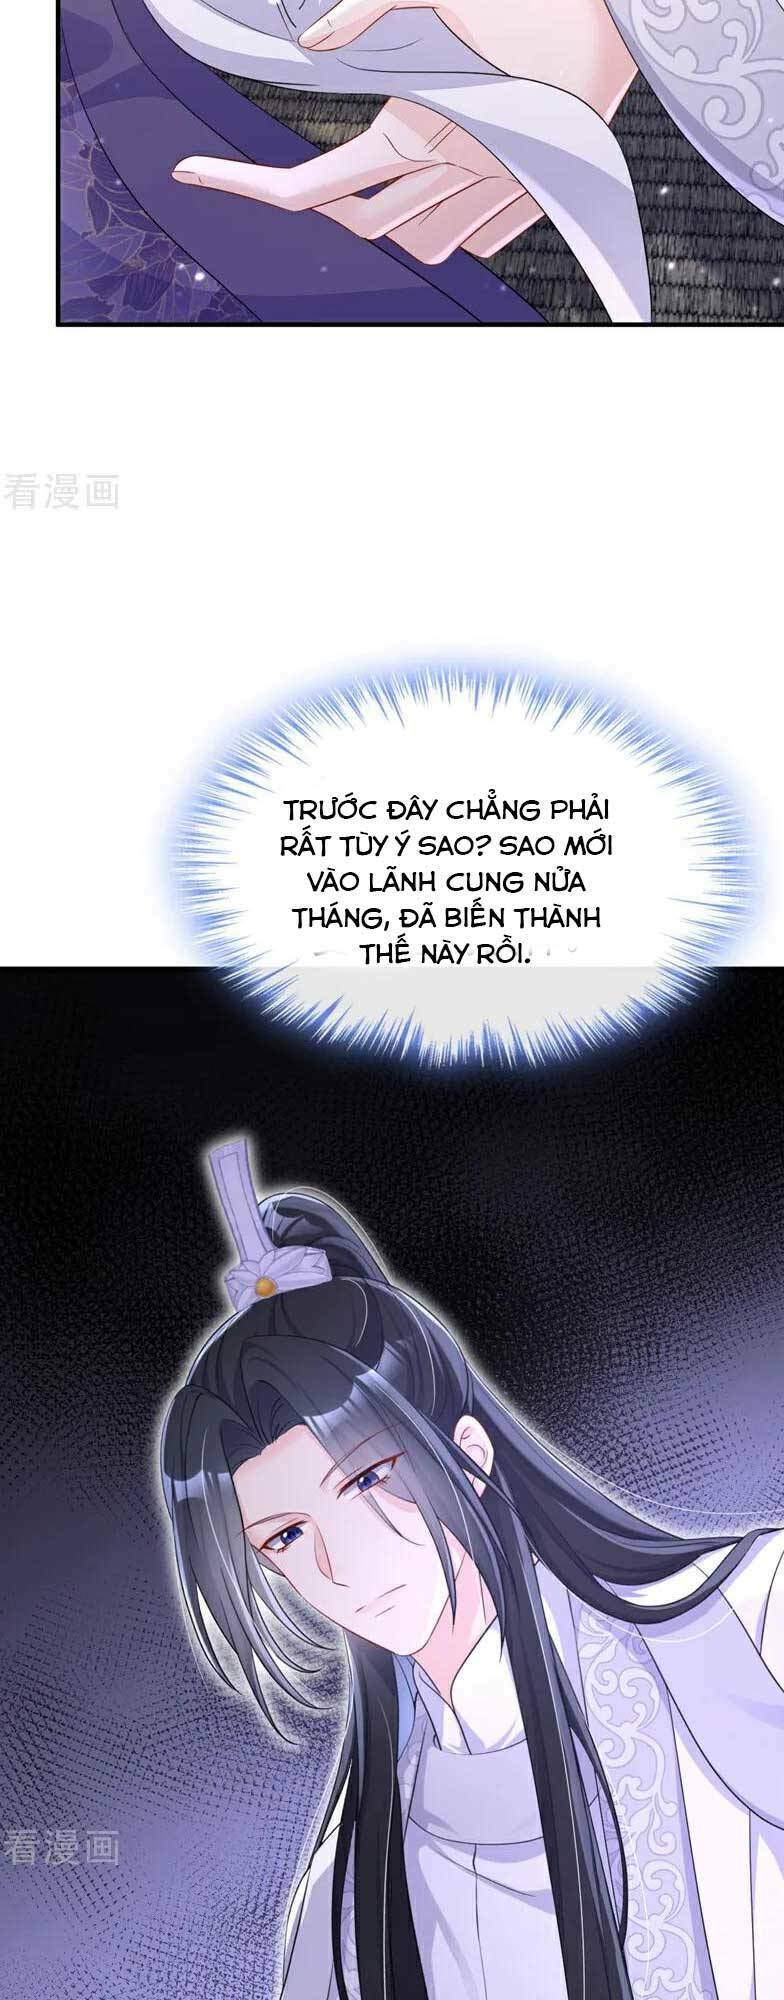 看漫画
TRƯỚC ĐÂY CHẲNG PHẢI
RẤT TÙY Ý SAO? SAO MỚI
VÀO LÃNH CUNG NỬA
THÁNG, ĐÃ BIẾN THÀNH
THẾ NÀY RỒI.
看漫画